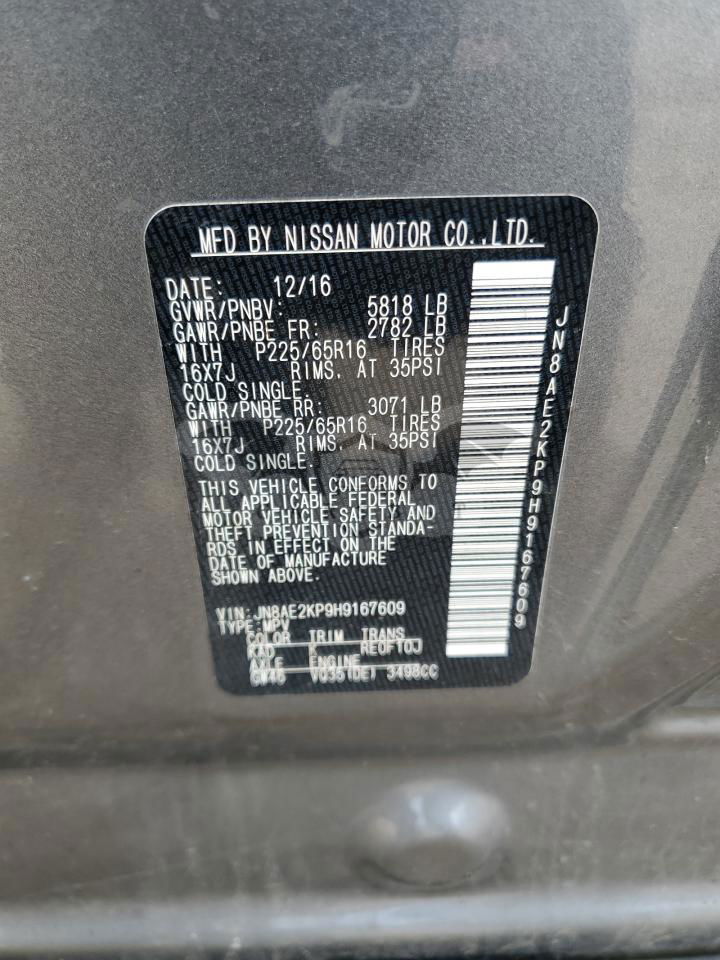 MFD BY NISSAN MOTOR CO.,LTD.
DATE: 12/16
GVWR/PNBV: 5818 LB
GAWR/PNBE FR: 2782 LB
WITH P225/65R16 TIRES
16X7J RIMS, AT 35PSI
COLD SINGLE.
GAWR/PNBE RR: 3071 LB
WITH P225/65R16 TIRES
16X7J RIMS, AT 35PSI
COLD SINGLE.
THIS VEHICLE CONFORMS TO
ALL APPLICABLE FEDERAL
MOTOR VEHICLE SAFETY AND
THEFT PREVENTION STANDA-
RDS IN EFFECT ON THE
DATE OF MANUFACTURE
SHOWN ABOVE.
VIN:JN8AE2KP9H9167609
TYPE:MPV
COLOR TRIM TRANS
KAD K RE0F10J
AXLE ENGINE
GW46 VQ35(DE) 3498CC
JN8AE2KP9H9167609